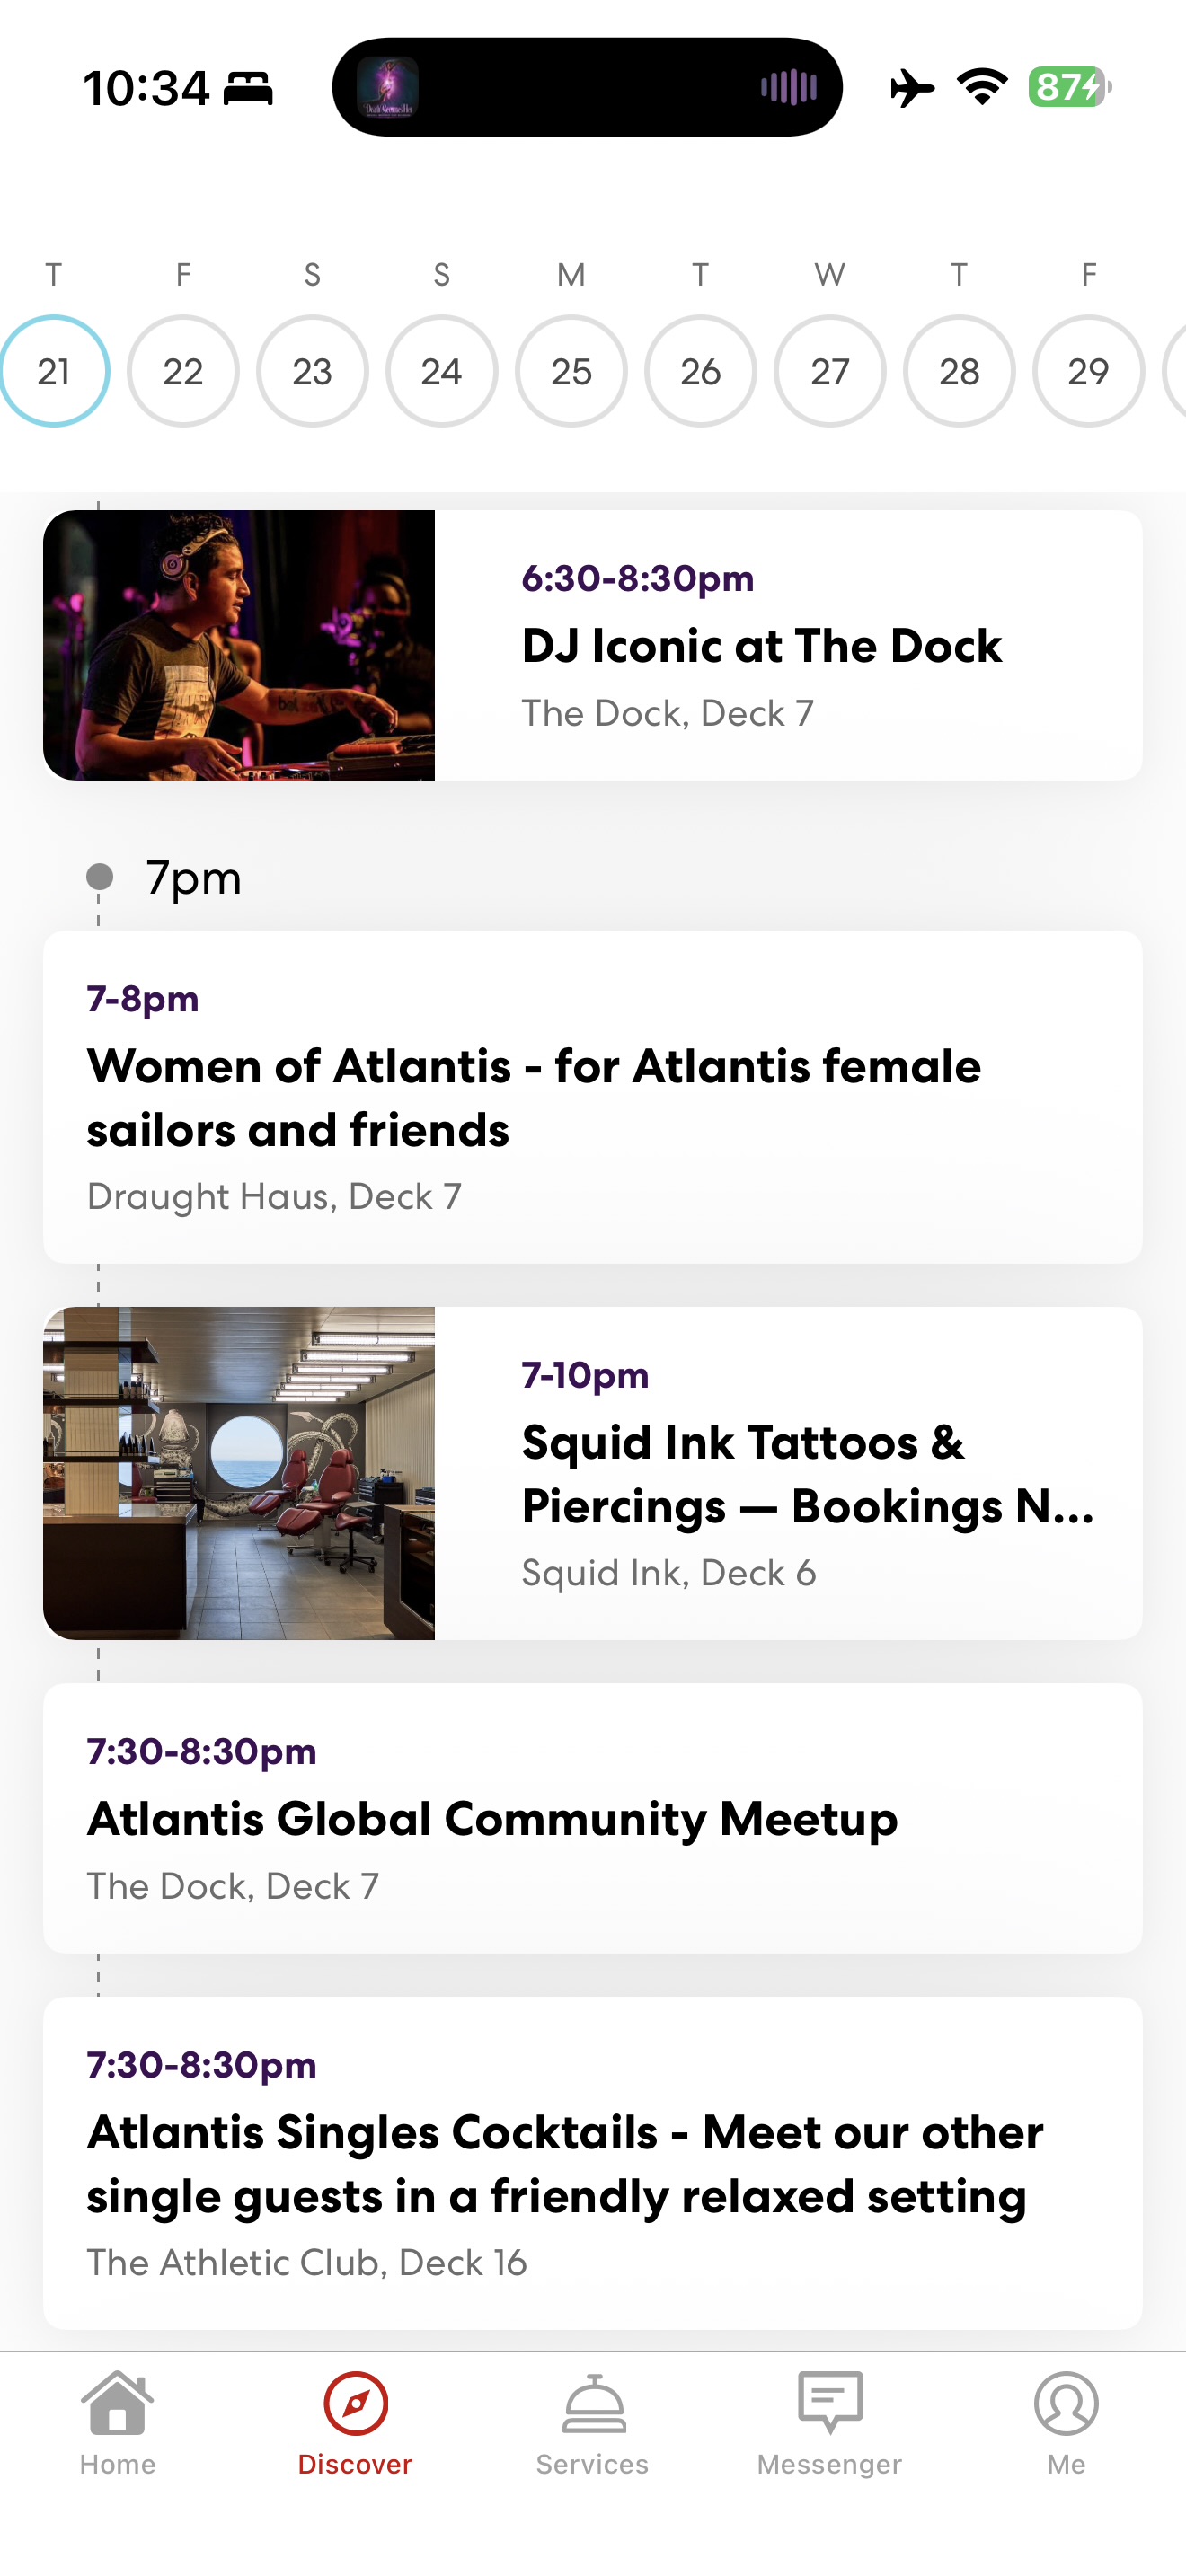 10:34
87
T F S S M T W T F
21 22 23 24 25 26 27 28 29
6:30-8:30pm
DJ Iconic at The Dock
The Dock, Deck 7
7pm
7-8pm
Women of Atlantis - for Atlantis female
sailors and friends
Draught Haus, Deck 7
7-10pm
Squid Ink Tattoos &
Piercings — Bookings N...
Squid Ink, Deck 6
7:30-8:30pm
Atlantis Global Community Meetup
The Dock, Deck 7
7:30-8:30pm
Atlantis Singles Cocktails - Meet our other
single guests in a friendly relaxed setting
The Athletic Club, Deck 16
Home Discover Services Messenger Me